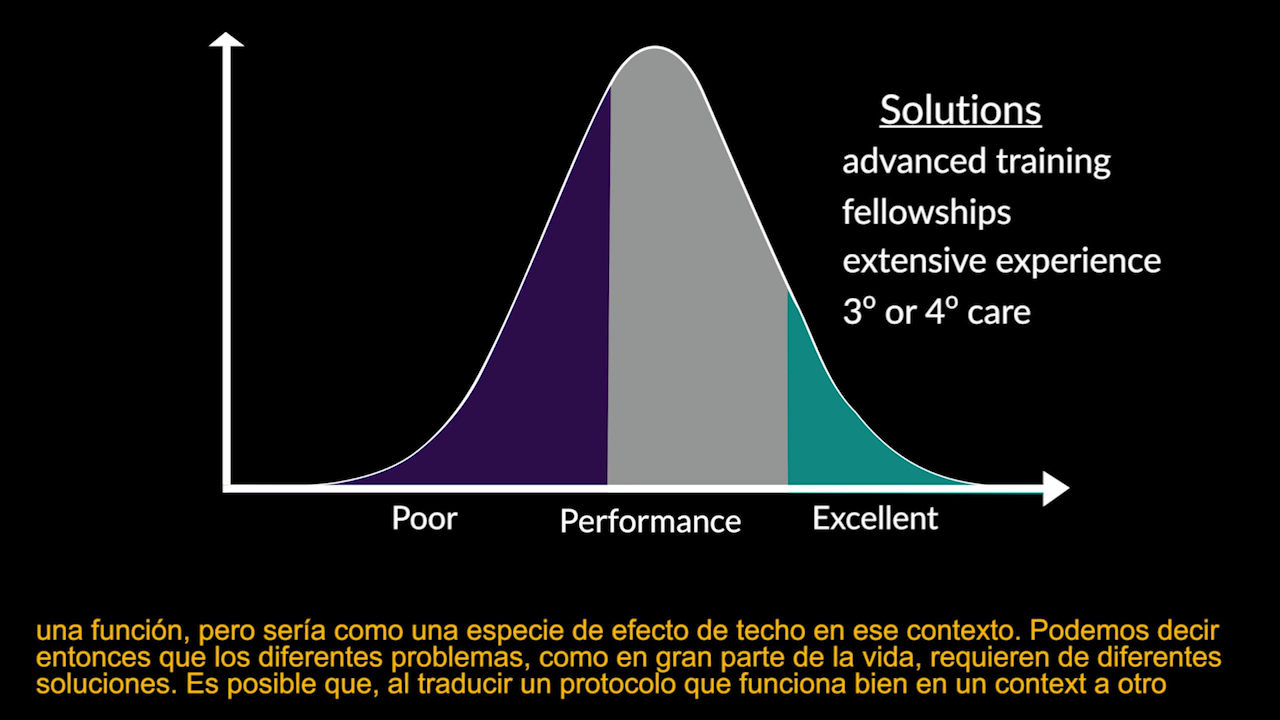 Solutions
advanced training
fellowships
extensive experience
3º or 4º care
Poor
Performance
Excellent
una función, pero sería como una especie de efecto de techo en ese contexto. Podemos decir
entonces que los diferentes problemas, como en gran parte de la vida, requieren de diferentes
soluciones. Es posible que, al traducir un protocolo que funciona bien en un context a otro